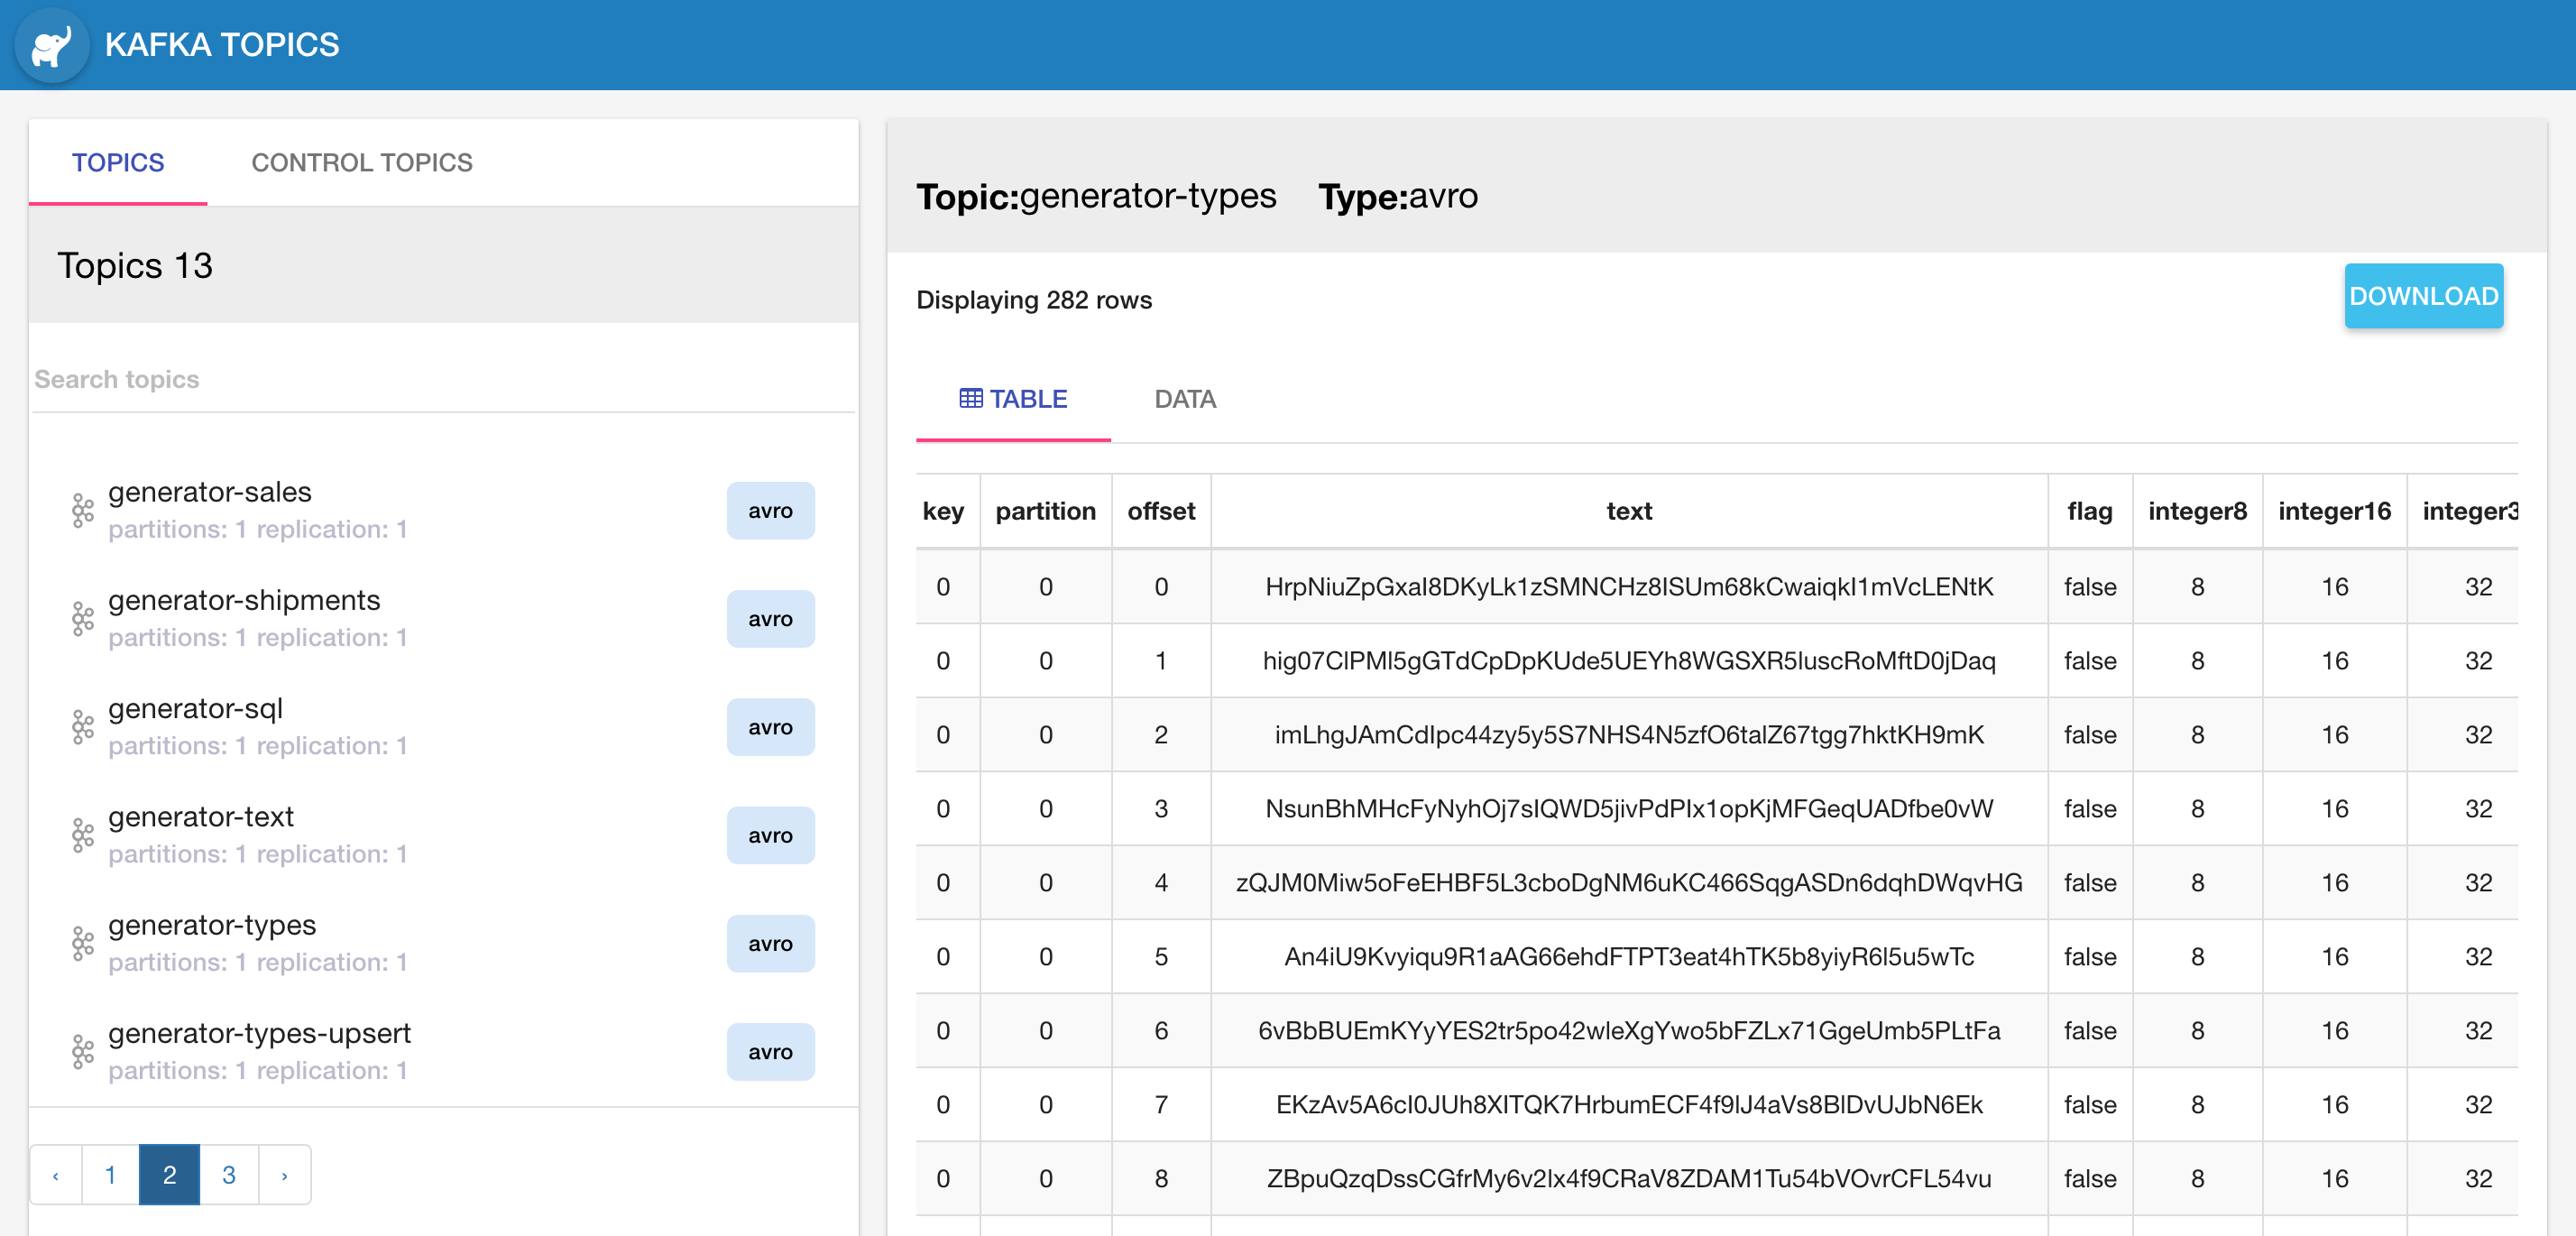 KAFKA TOPICS
TOPICS CONTROL TOPICS
Topics 13
Search topics
generator-sales
partitions: 1 replication: 1
avro
generator-shipments
partitions: 1 replication: 1
avro
generator-sql
partitions: 1 replication: 1
avro
generator-text
partitions: 1 replication: 1
avro
generator-types
partitions: 1 replication: 1
avro
generator-types-upsert
partitions: 1 replication: 1
avro
‹ 1 2 3 ›
Topic:generator-types Type:avro
Displaying 282 rows
DOWNLOAD
TABLE DATA
key partition offset text flag integer8 integer16 integer3
0 0 0 HrpNiuZpGxaI8DKyLk1zSMNCHz8ISUm68kCwaiqkI1mVcLENtK false 8 16 32
0 0 1 hig07ClPMl5gGTdCpDpKUde5UEYh8WGSXR5luscRoMftD0jDaq false 8 16 32
0 0 2 imLhgJAmCdIpc44zy5y5S7NHS4N5zfO6talZ67tgg7hktKH9mK false 8 16 32
0 0 3 NsunBhMHcFyNyhOj7sIQWD5jivPdPIx1opKjMFGeqUADfbe0vW false 8 16 32
0 0 4 zQJM0Miw5oFeEHBF5L3cboDgNM6uKC466SqgASDn6dqhDWqvHG false 8 16 32
0 0 5 An4iU9Kvyiqu9R1aAG66ehdFTPT3eat4hTK5b8yiyR6l5u5wTc false 8 16 32
0 0 6 6vBbBUEmKYyYES2tr5po42wleXgYwo5bFZLx71GgeUmb5PLtFa false 8 16 32
0 0 7 EKzAv5A6cI0JUh8XITQK7HrbumECF4f9lJ4aVs8BlDvUJbN6Ek false 8 16 32
0 0 8 ZBpuQzqDssCGfrMy6v2lx4f9CRaV8ZDAM1Tu54bVOvrCFL54vu false 8 16 32